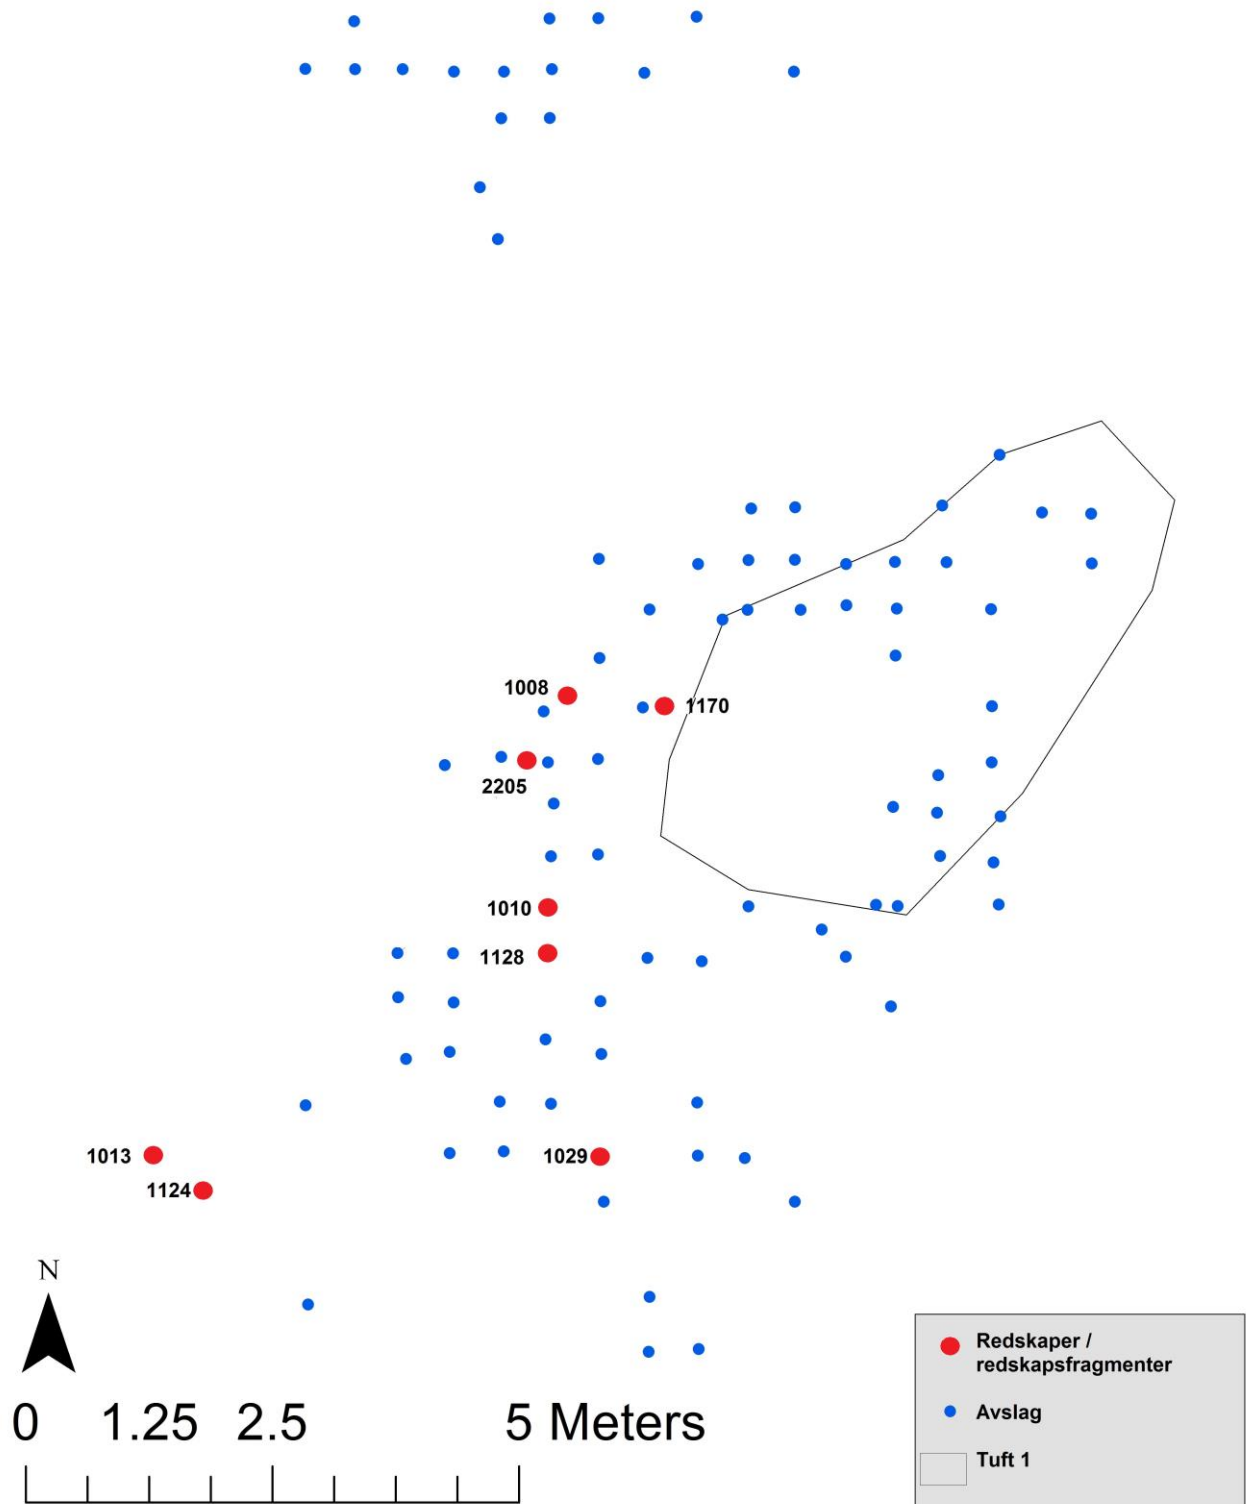 1008
1170
2205
1010
1128
1013
1029
1124
N
0 1.25 2.5 5 Meters
Redskaper /
redskapsfragmenter
Avslag
Tuft 1